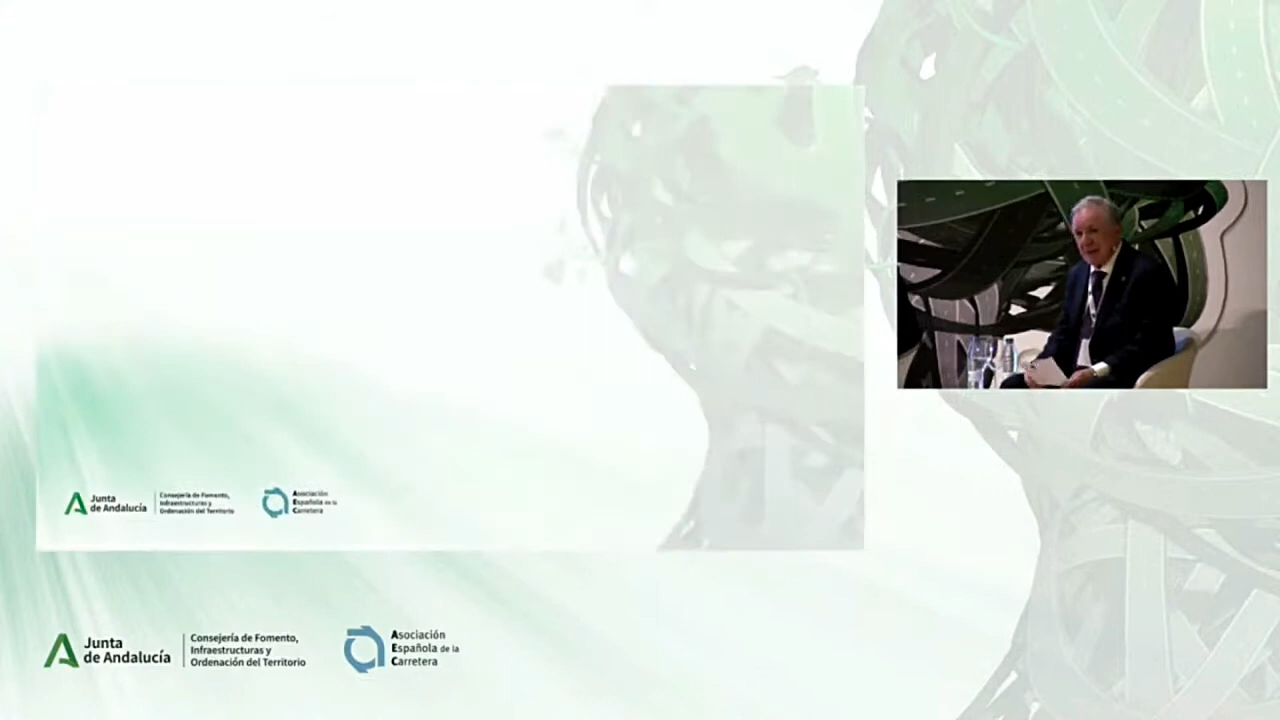 Junta
de Andalucía
Consejería de Fomento,
Infraestructuras y
Ordenación del Territorio
Asociación
Española de la
Carretera
Junta
de Andalucía
Consejería de Fomento,
Infraestructuras y
Ordenación del Territorio
Asociación
Española de la
Carretera